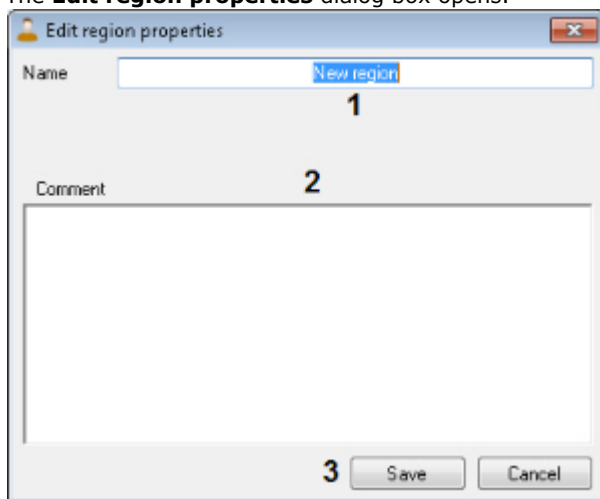 The Edit region properties dialog box opens.
Edit region properties
Name New region
1
2
Comment
3 Save Cancel